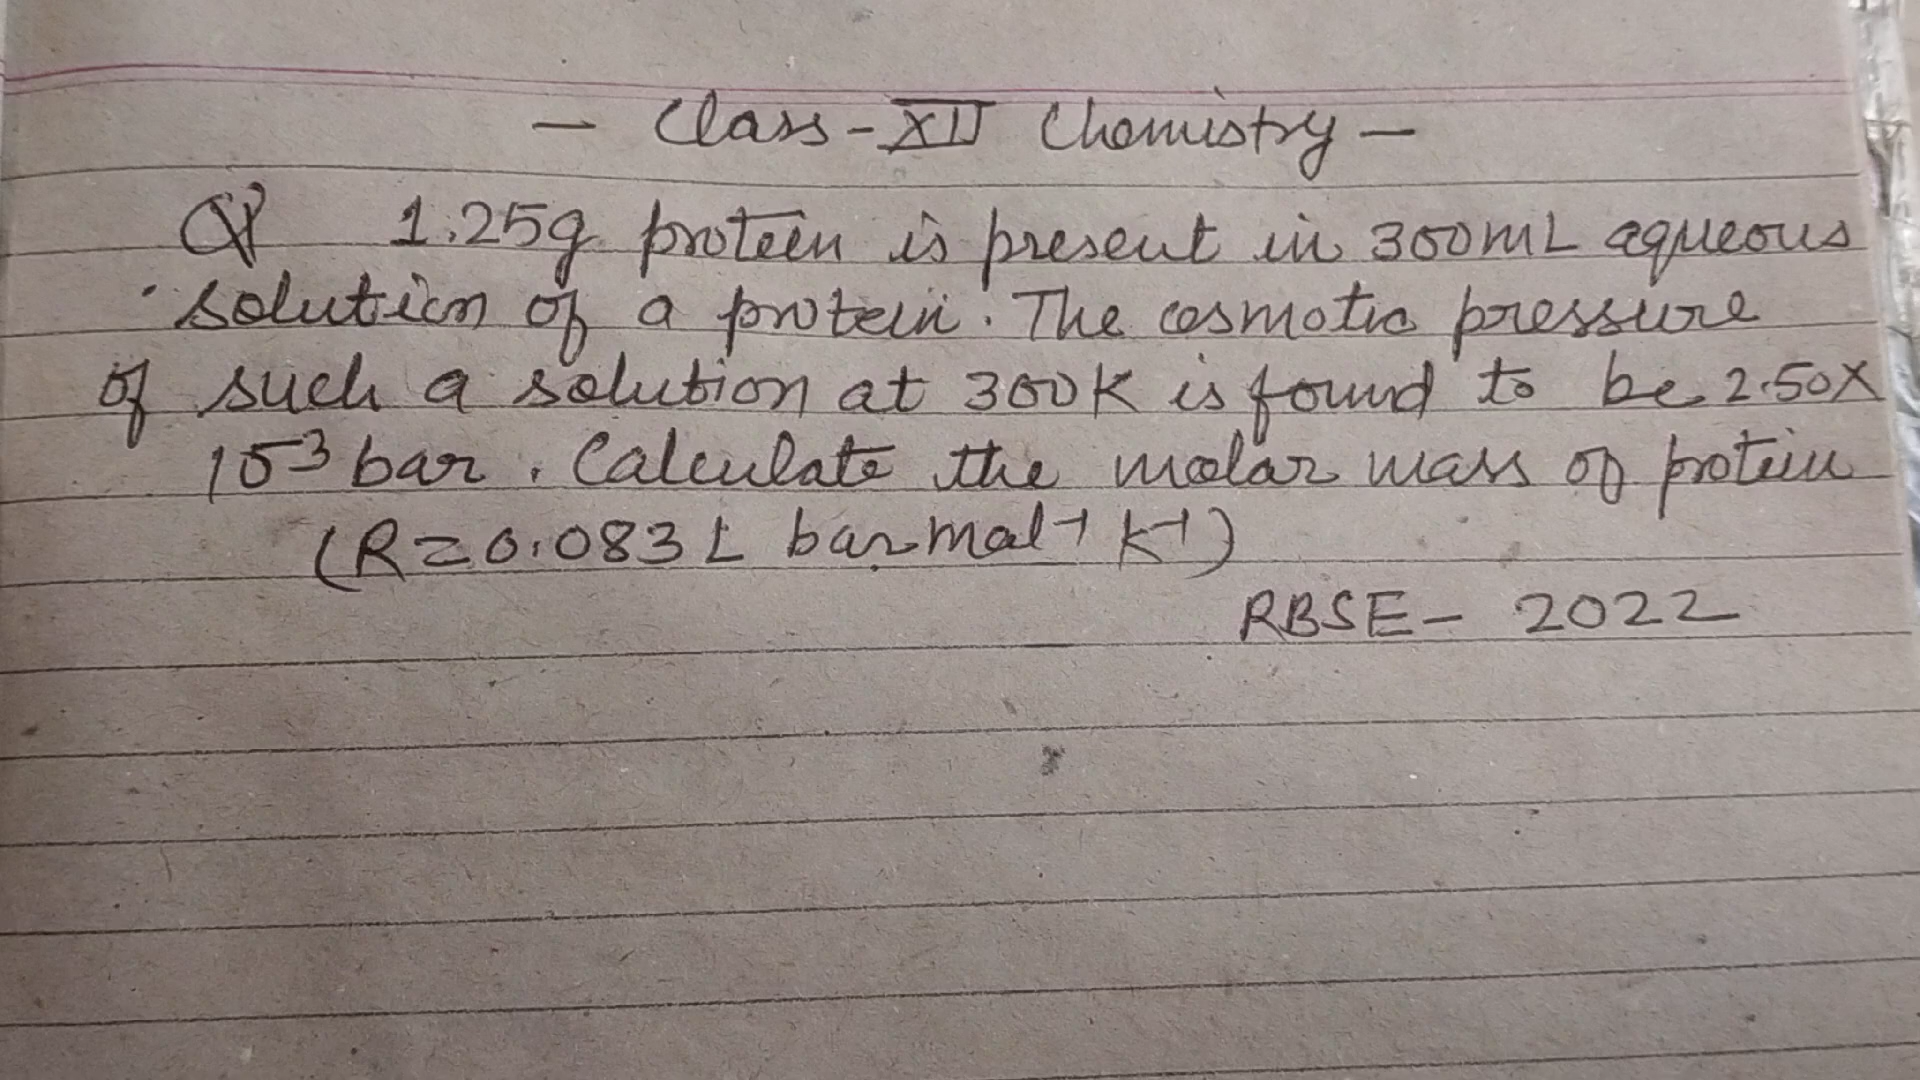 - Class-XII Chemistry -
Q 1.25g protein is present in 300mL aqueous
solution of a protein. The osmotic pressure
of such a solution at 300K is found to be 2.50X
10⁻³ bar. Calculate the molar mass of protein
(R=0.083 L bar mol⁻¹ K⁻¹)
RBSE- 2022